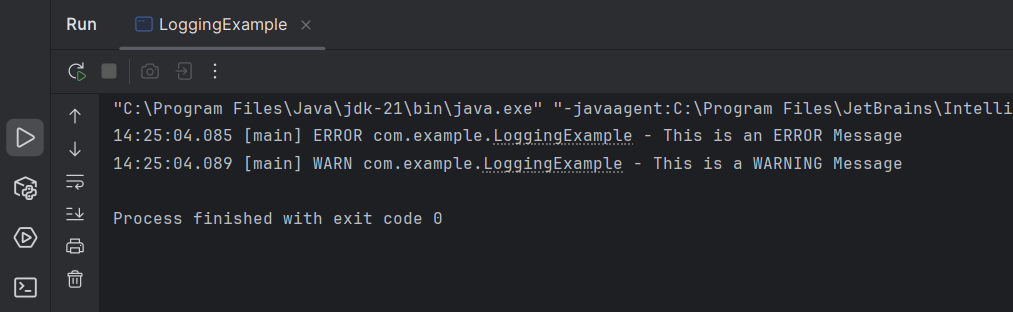 Run
LoggingExample
"C:\Program Files\Java\jdk-21\bin\java.exe" "-javaagent:C:\Program Files\JetBrains\Intelli
14:25:04.085 [main] ERROR com.example.LoggingExample - This is an ERROR Message
14:25:04.089 [main] WARN com.example.LoggingExample - This is a WARNING Message
Process finished with exit code 0